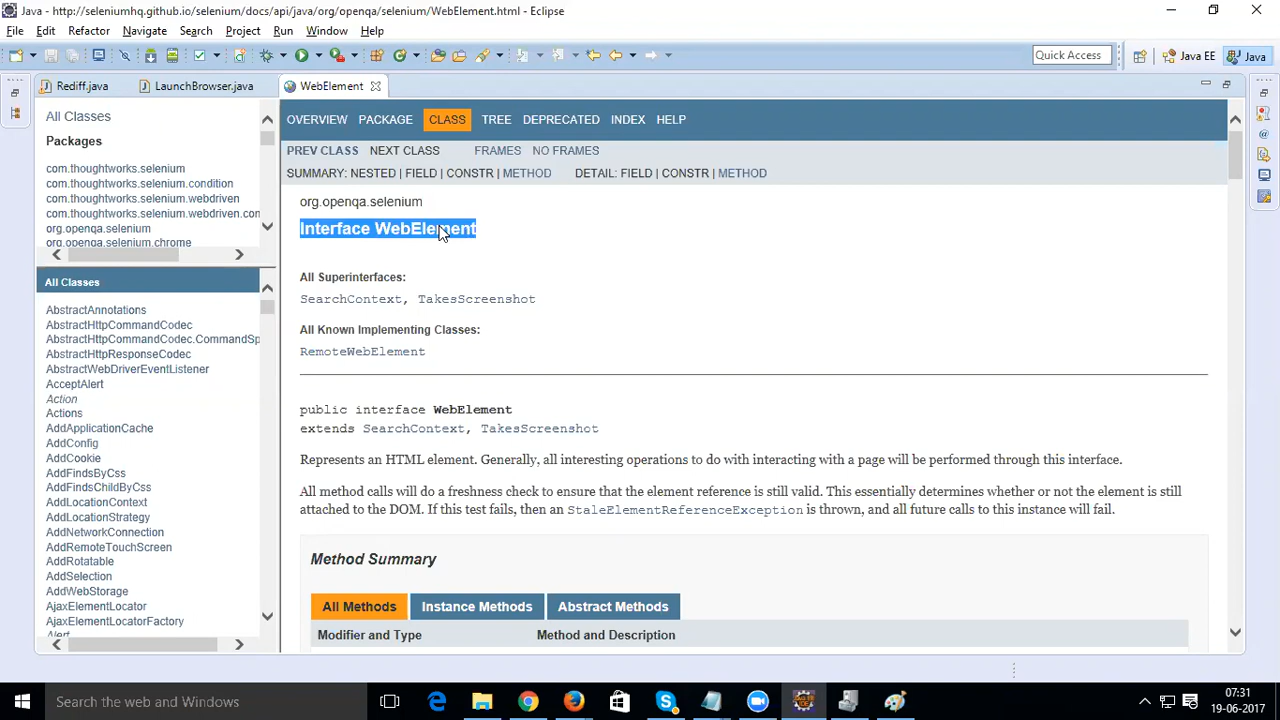 Java - http://seleniumhq.github.io/selenium/docs/api/java/org/openqa/selenium/WebElement.html - Eclipse
File Edit Refactor Navigate Search Project Run Window Help
Quick Access
Java EE
Java
Rediff.java
LaunchBrowser.java
WebElement
All Classes
Packages
com.thoughtworks.selenium
com.thoughtworks.selenium.condition
com.thoughtworks.selenium.webdriven
com.thoughtworks.selenium.webdriven.con
org.openqa.selenium
org.openqa.selenium.chrome
All Classes
AbstractAnnotations
AbstractHttpCommandCodec
AbstractHttpCommandCodec.CommandSp
AbstractHttpResponseCodec
AbstractWebDriverEventListener
AcceptAlert
Action
Actions
AddApplicationCache
AddConfig
AddCookie
AddFindsByCss
AddFindsChildByCss
AddLocationContext
AddLocationStrategy
AddNetworkConnection
AddRemoteTouchScreen
AddRotatable
AddSelection
AddWebStorage
AjaxElementLocator
AjaxElementLocatorFactory
Alert
OVERVIEW PACKAGE CLASS TREE DEPRECATED INDEX HELP
PREV CLASS NEXT CLASS FRAMES NO FRAMES
SUMMARY: NESTED | FIELD | CONSTR | METHOD DETAIL: FIELD | CONSTR | METHOD
org.openqa.selenium
Interface WebElement
All Superinterfaces:
SearchContext, TakesScreenshot
All Known Implementing Classes:
RemoteWebElement
public interface WebElement
extends SearchContext, TakesScreenshot
Represents an HTML element. Generally, all interesting operations to do with interacting with a page will be performed through this interface.
All method calls will do a freshness check to ensure that the element reference is still valid. This essentially determines whether or not the element is still
attached to the DOM. If this test fails, then an StaleElementReferenceException is thrown, and all future calls to this instance will fail.
Method Summary
All Methods Instance Methods Abstract Methods
Modifier and Type Method and Description
Search the web and Windows
07:31
19-06-2017